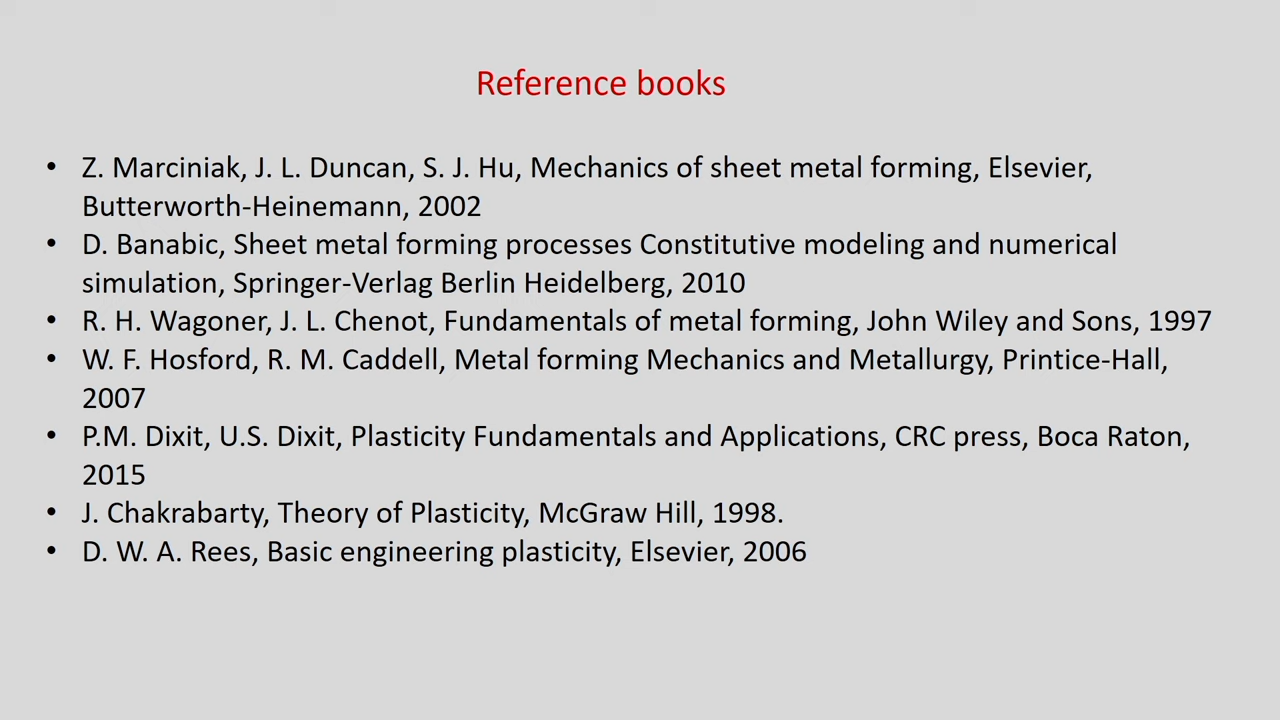 Reference books
• Z. Marciniak, J. L. Duncan, S. J. Hu, Mechanics of sheet metal forming, Elsevier,
Butterworth-Heinemann, 2002
• D. Banabic, Sheet metal forming processes Constitutive modeling and numerical
simulation, Springer-Verlag Berlin Heidelberg, 2010
• R. H. Wagoner, J. L. Chenot, Fundamentals of metal forming, John Wiley and Sons, 1997
• W. F. Hosford, R. M. Caddell, Metal forming Mechanics and Metallurgy, Printice-Hall,
2007
• P.M. Dixit, U.S. Dixit, Plasticity Fundamentals and Applications, CRC press, Boca Raton,
2015
• J. Chakrabarty, Theory of Plasticity, McGraw Hill, 1998.
• D. W. A. Rees, Basic engineering plasticity, Elsevier, 2006